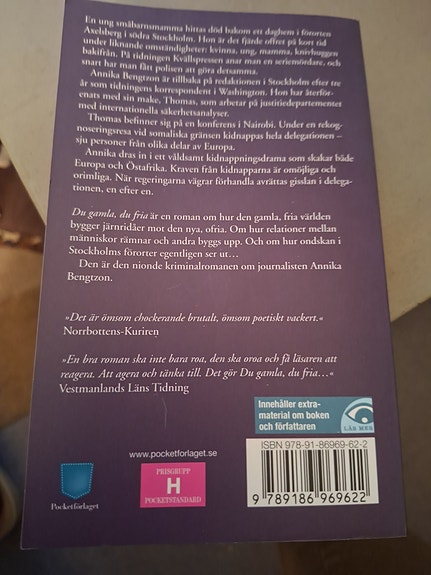 En ung småbarnsmamma hittas död bakom ett daghem i förorten
Axelsberg i södra Stockholm. Hon är det fjärde offret på kort tid
under liknande omständigheter: kvinna, ung, mamma, knivhuggen
bakifrån. På tidningen Kvällspressen anar man en seriemördare, och
snart har man fått polisen att göra detsamma.
Annika Bengtzon är tillbaka på redaktionen i Stockholm efter tre
år som tidningens korrespondent i Washington. Hon har återför-
enats med sin make, Thomas, som arbetar på justitiedepartementet
med internationella säkerhetsanalyser.
Thomas befinner sig på en konferens i Nairobi. Under en rekog-
noseringsresa vid somaliska gränsen kidnappas hela delegationen –
sju personer från olika delar av Europa.
Annika dras in i ett våldsamt kidnappningsdrama som skakar både
Europa och Östafrika. Kraven från kidnapparna är omöjliga och
orimliga. När regeringarna vägrar förhandla avrättas gisslan i delega-
tionen, en efter en.
Du gamla, du fria är en roman om hur den gamla, fria världen
bygger järnridåer mot den nya, ofria. Om hur relationer mellan
människor rämnar och andra byggs upp. Och om hur ondskan i
Stockholms förorter egentligen ser ut…
Den är den nionde kriminalromanen om journalisten Annika
Bengtzon.
»Det är ömsom chockerande brutalt, ömsom poetiskt vackert.«
Norrbottens-Kuriren
»En bra roman ska inte bara roa, den ska oroa och få läsaren att
reagera. Att agera och tänka till. Det gör Du gamla, du fria…«
Vestmanlands Läns Tidning
Innehåller extra-
material om boken
och författaren
LÄS MER
ISBN 978-91-86969-62-2
www.pocketforlaget.se
PRISGRUPP
H
POCKETSTANDARD
Pocketförlaget
9 789186 969622